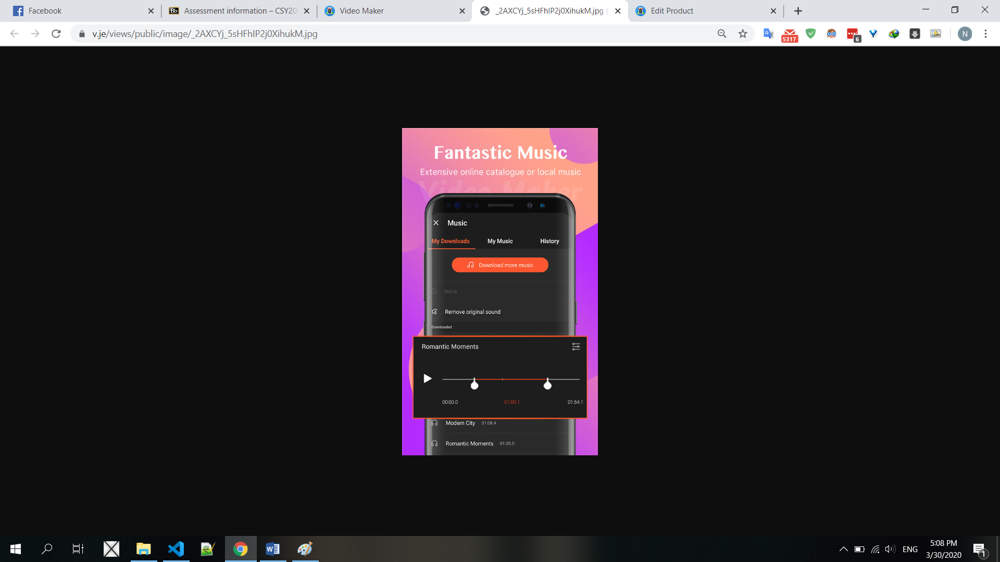 Facebook
Assessment information – CSY20
Video Maker
_2AXCYj_5sHFhIP2j0XihukM.jpg (
Edit Product
v.je/views/public/image/_2AXCYj_5sHFhIP2j0XihukM.jpg
5317
6
N
Fantastic Music
Extensive online catalogue or local music
Video Maker
Music
My Downloads
My Music
History
Download more music
None
Remove original sound
Downloaded
Romantic Moments
00:00.0
01:00.1
01:54.1
Modern City 01:08.4
Romantic Moments 01:05.0
ENG
5:08 PM
3/30/2020
1